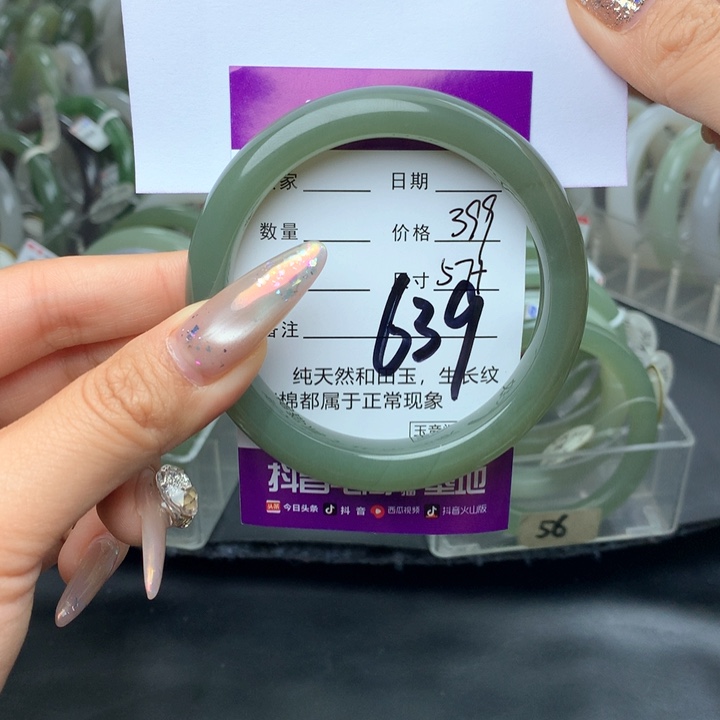 家 日期
数量 价格 399
寸 57+
639
备注
纯天然和田玉，生长纹
棉都属于正常现象
今日头条 抖音 西瓜视频 抖音火山版
56